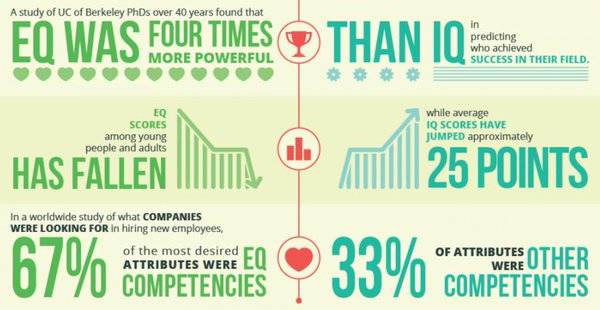 A study of UC of Berkeley PhDs over 40 years found that
EQ WAS FOUR TIMES
MORE POWERFUL
THAN IQ
in
predicting
who achieved
SUCCESS IN THEIR FIELD.
EQ
SCORES
among young
people and adults
HAS FALLEN
while average
IQ SCORES HAVE
JUMPED approximately
25 POINTS
In a worldwide study of what COMPANIES
WERE LOOKING FOR in hiring new employees,
67%
of the most desired
ATTRIBUTES WERE EQ
COMPETENCIES
33%
OF ATTRIBUTES
WERE OTHER
COMPETENCIES